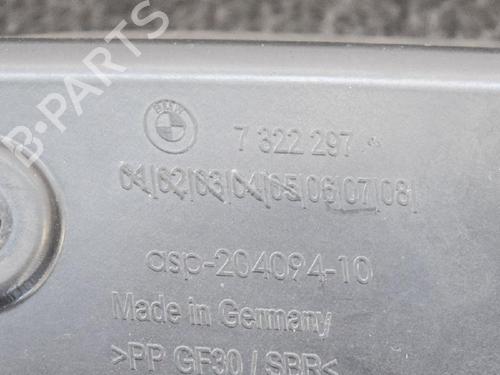 B-PARTS
BMW
7 322 297
01|02|03|04|05|06|07|08|
asp-204094-10
Made in Germany
>PP GF30 / SBR<